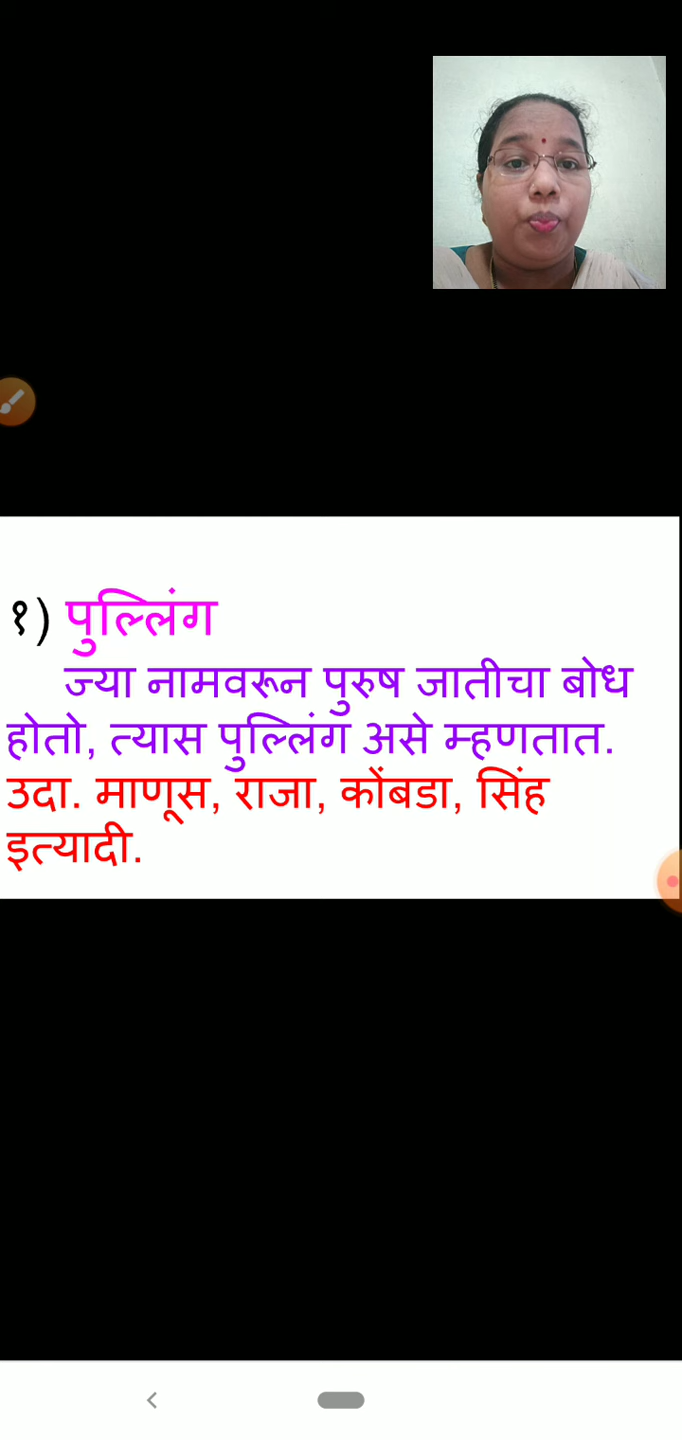 १) पुल्लिंग
ज्या नामवरून पुरुष जातीचा बोध
होतो, त्यास पुल्लिंग असे म्हणतात.
उदा. माणूस, राजा, कोंबडा, सिंह
इत्यादी.